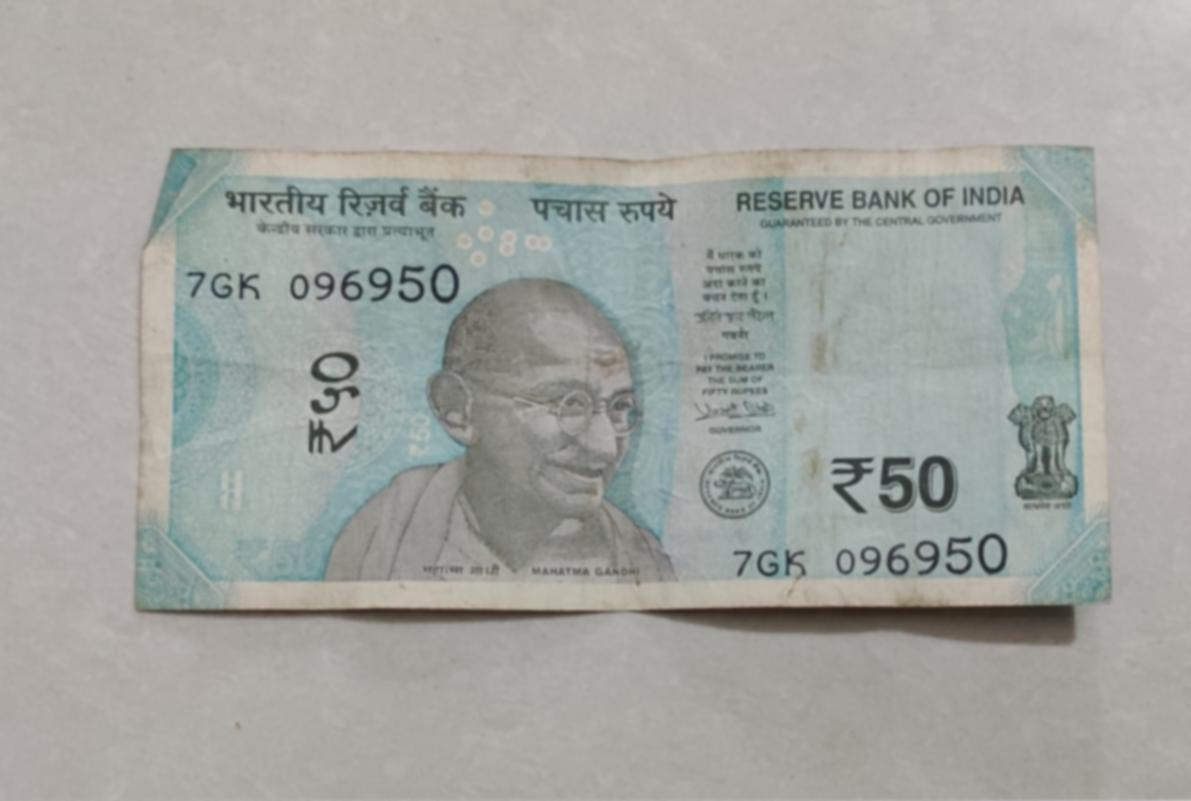 भारतीय रिज़र्व बैंक
केन्द्रीय सरकार द्वारा प्रत्याभूत
पचास रुपये
RESERVE BANK OF INDIA
GUARANTEED BY THE CENTRAL GOVERNMENT
7GK 096950
₹५०
₹50
मैं धारक को
पचास रुपये
अदा करने का
वचन देता हूँ।
गवर्नर
I PROMISE TO
PAY THE BEARER
THE SUM OF
FIFTY RUPEES
GOVERNOR
₹50
सत्यमेव जयते
7GK 096950
₹50
महात्मा गांधी MAHATMA GANDHI